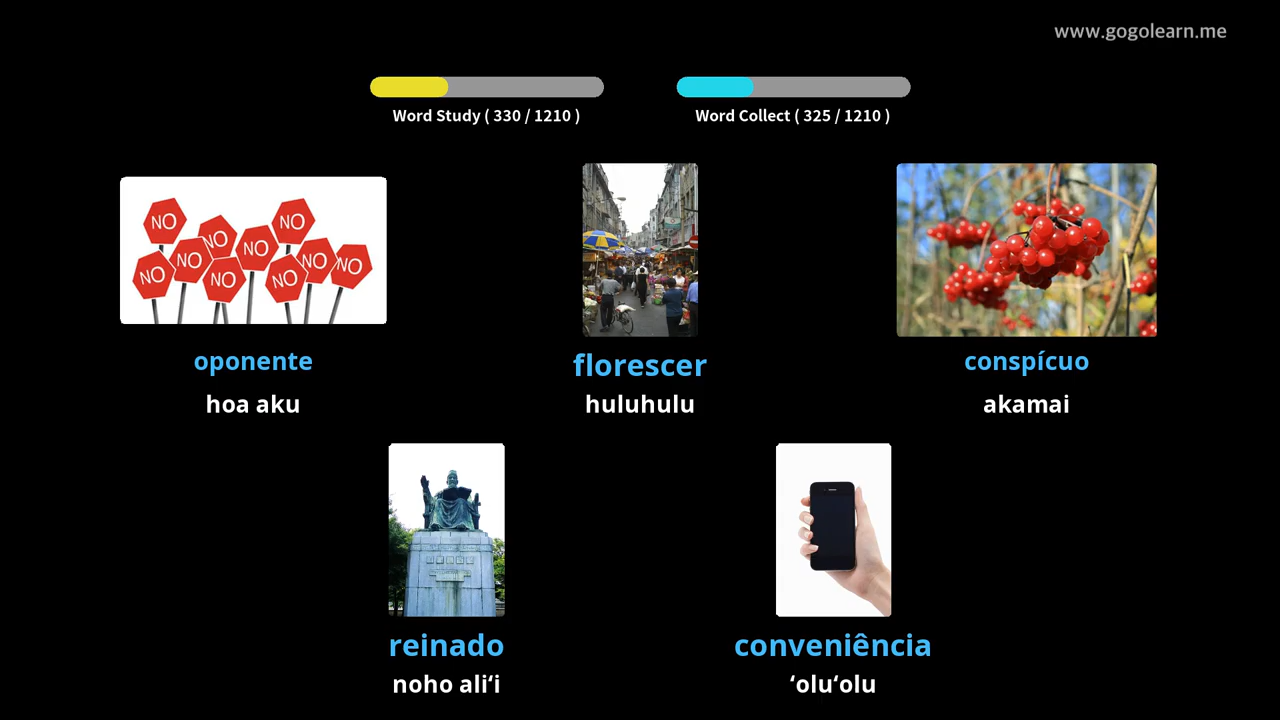 www.gogolearn.me
Word Study ( 330 / 1210 )
Word Collect ( 325 / 1210 )
NO
NO
NO
NO
NO
NO
NO
NO
NO
NO
oponente
florescer
conspícuo
hoa aku
huluhulu
akamai
reinado
conveniência
noho aliʻi
ʻoluʻolu